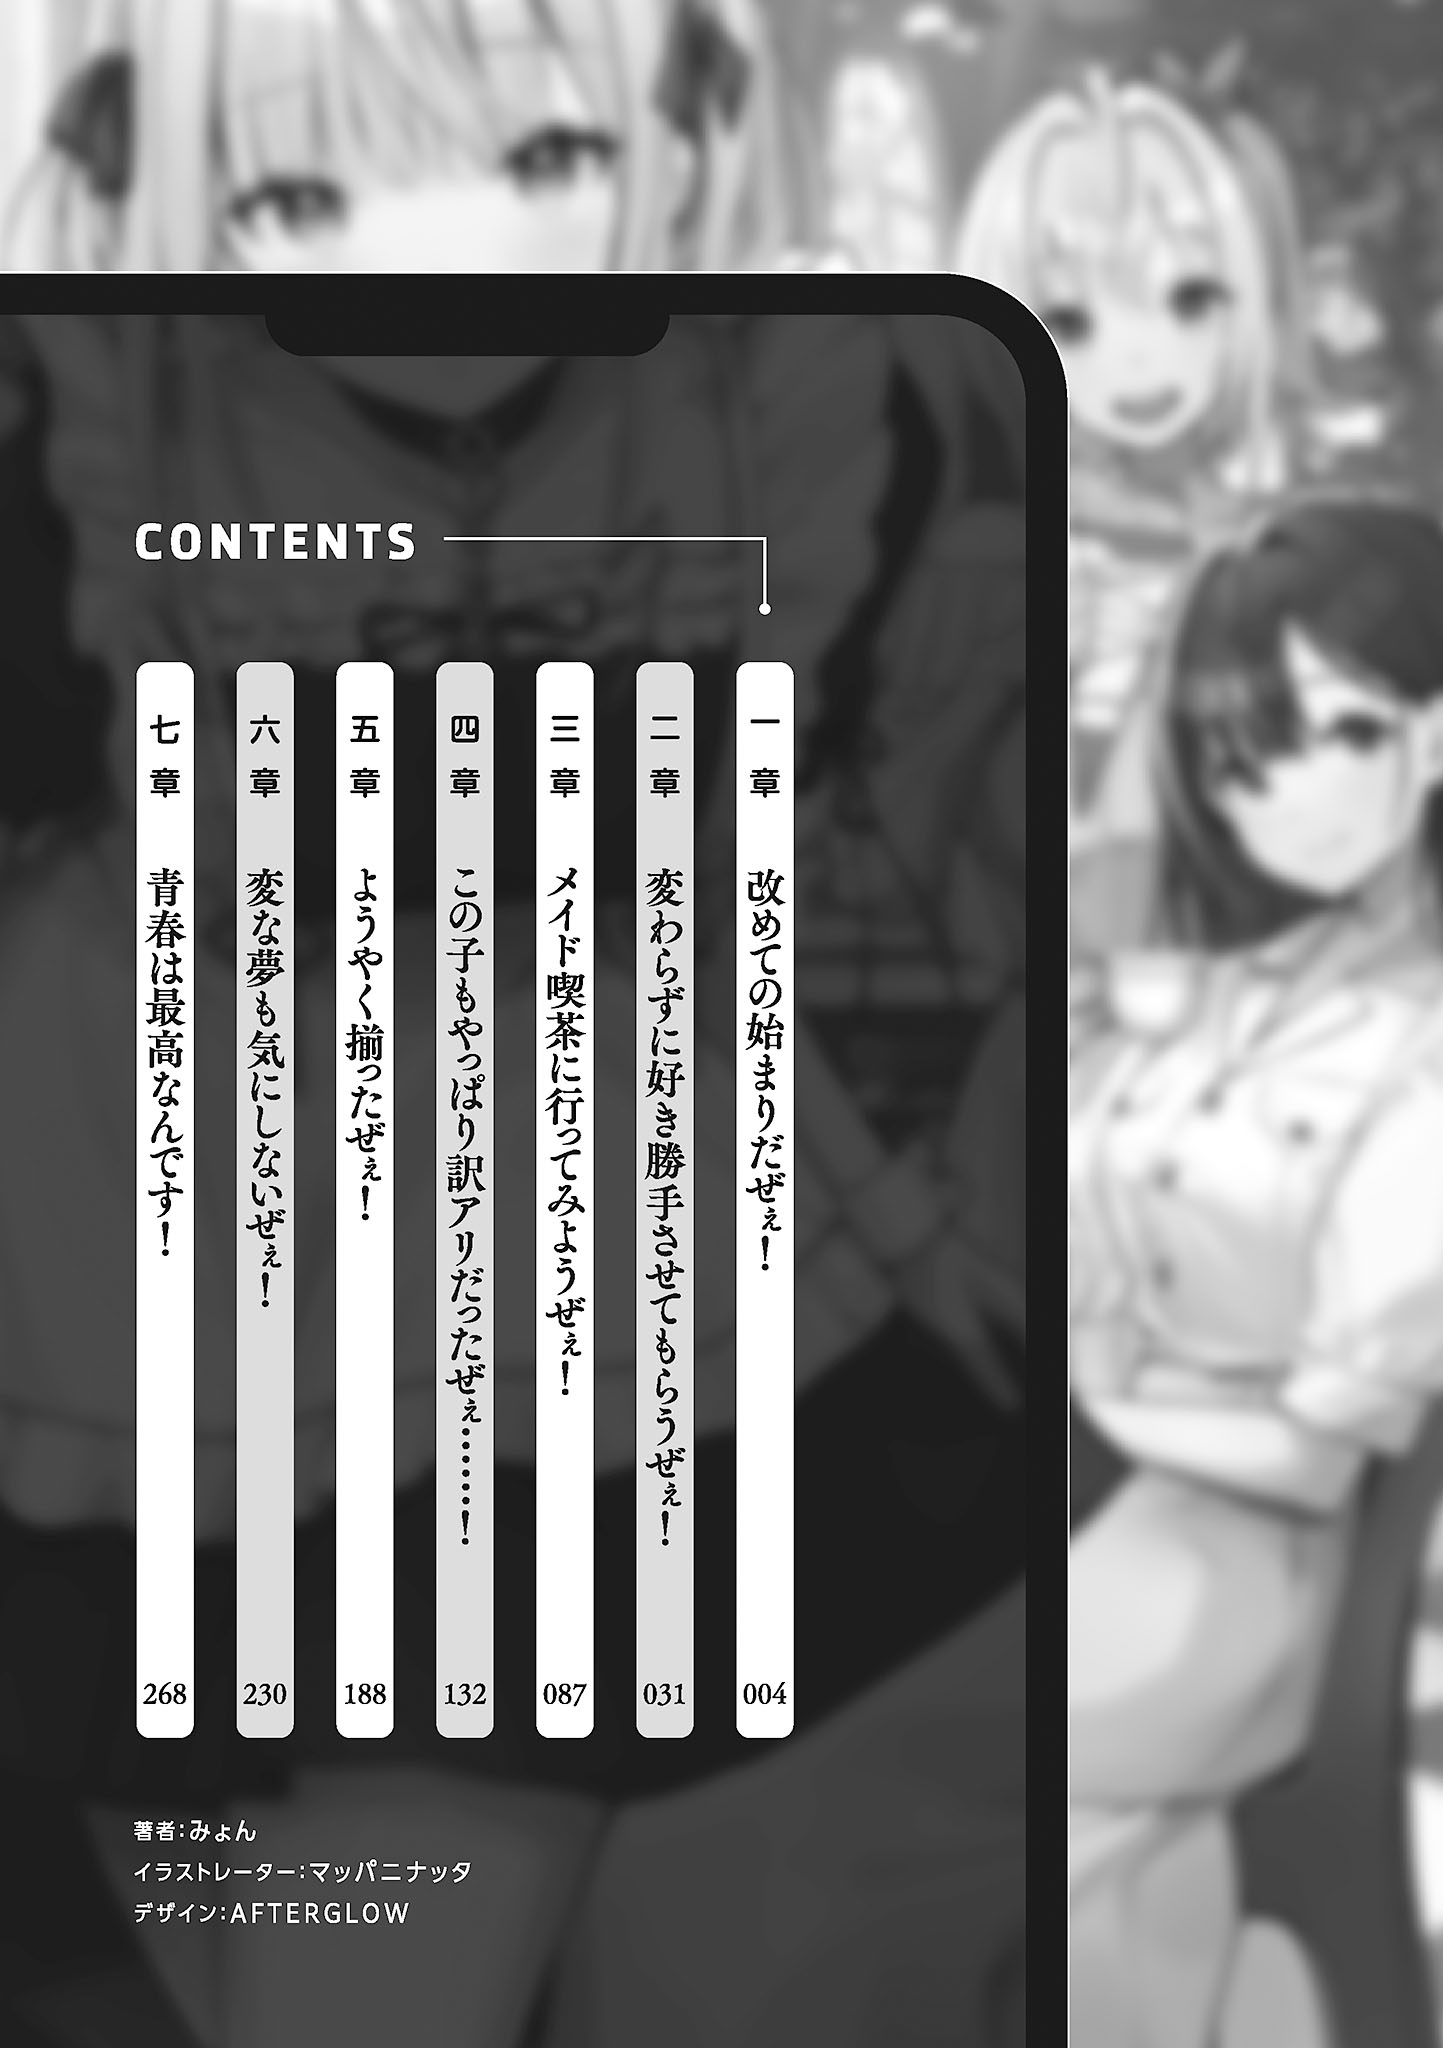 CONTENTS
一章 改めての始まりだぜぇ! 004
二章 変わらずに好き勝手させてもらうぜぇ! 031
三章 メイド喫茶に行ってみようぜぇ! 087
四章 この子もやっぱり訳アリだったぜぇ……! 132
五章 ようやく揃ったぜぇ! 188
六章 変な夢も気にしないぜぇ! 230
七章 青春は最高なんです! 268
著者:みょん
イラストレーター:マッパニナッタ
デザイン:AFTERGLOW